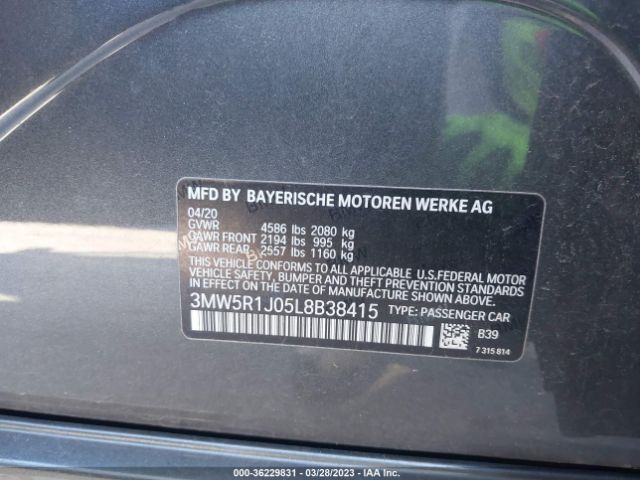 MFD BY BAYERISCHE MOTOREN WERKE AG
04/20
GVWR 4586 lbs 2080 kg
GAWR FRONT 2194 lbs 995 kg
GAWR REAR 2557 lbs 1160 kg
THIS VEHICLE CONFORMS TO ALL APPLICABLE U.S.FEDERAL MOTOR
VEHICLE SAFETY, BUMPER AND THEFT PREVENTION STANDARDS
IN EFFECT ON THE DATE OF MANUFACTURE SHOWN ABOVE.
3MW5R1J05L8B38415 TYPE: PASSENGER CAR
B39
7 315 814
000-36229831 - 03/28/2023 - IAA Inc.